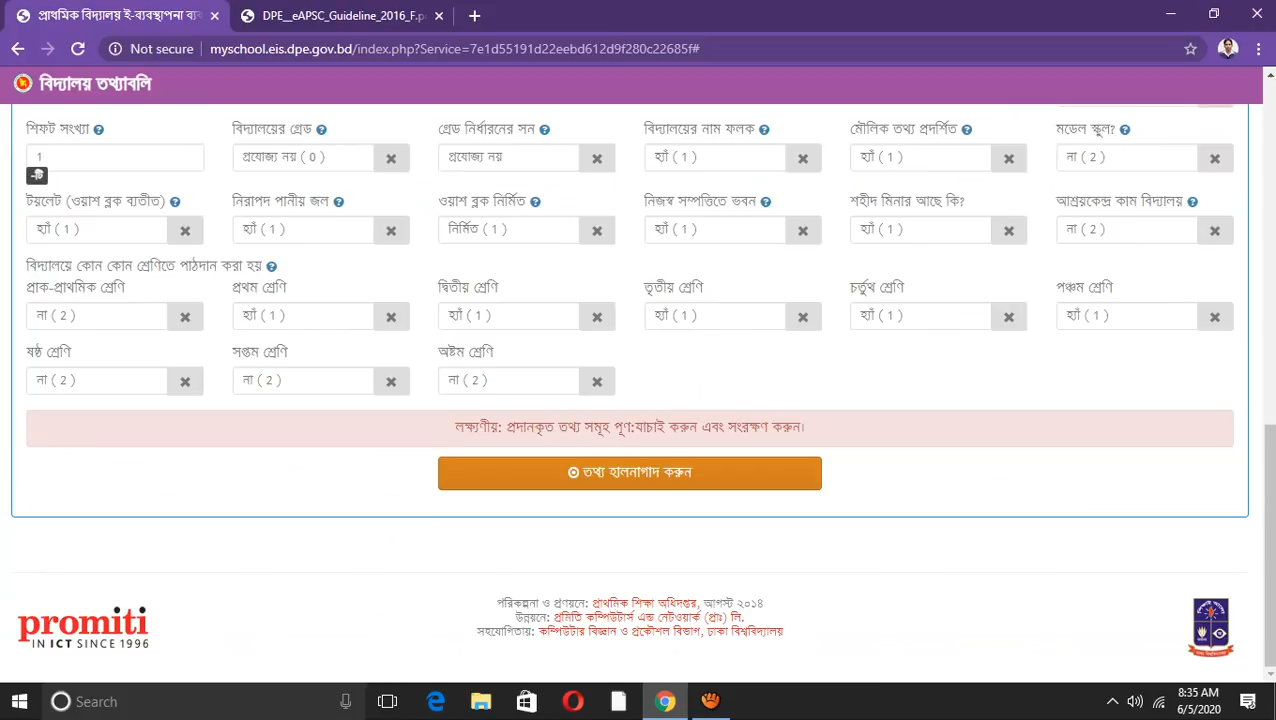 প্রাথমিক বিদ্যালয় ই-ব্যবস্থাপনা ব্যব
DPE__eAPSC_Guideline_2016_F.p
Not secure
myschool.eis.dpe.gov.bd/index.php?Service=7e1d55191d22eebd612d9f280c22685f#
বিদ্যালয় তথ্যাবলি
শিফট সংখ্যা
বিদ্যালয়ের গ্রেড
গ্রেড নির্ধারনের সন
বিদ্যালয়ের নাম ফলক
মৌলিক তথ্য প্রদর্শিত
মডেল স্কুল?
1
প্রযোজ্য নয় ( 0 )
প্রযোজ্য নয়
হ্যাঁ ( 1 )
হ্যাঁ ( 1 )
না ( 2 )
-টি
টয়লেট (ওয়াশ ব্লক ব্যতীত)
নিরাপদ পানীয় জল
ওয়াশ ব্লক নির্মিত
নিজস্ব সম্পত্তিতে ভবন
শহীদ মিনার আছে কি?
আশ্রয়কেন্দ্র কাম বিদ্যালয়
হ্যাঁ ( 1 )
হ্যাঁ ( 1 )
নির্মিত ( 1 )
হ্যাঁ ( 1 )
হ্যাঁ ( 1 )
না ( 2 )
বিদ্যালয়ে কোন কোন শ্রেণিতে পাঠদান করা হয়
প্রাক-প্রাথমিক শ্রেণি
প্রথম শ্রেণি
দ্বিতীয় শ্রেণি
তৃতীয় শ্রেণি
চর্তুথ শ্রেণি
পঞ্চম শ্রেণি
না ( 2 )
হ্যাঁ ( 1 )
হ্যাঁ ( 1 )
হ্যাঁ ( 1 )
হ্যাঁ ( 1 )
হ্যাঁ ( 1 )
ষষ্ঠ শ্রেণি
সপ্তম শ্রেণি
অষ্টম শ্রেণি
না ( 2 )
না ( 2 )
না ( 2 )
লক্ষ্যণীয়: প্রদানকৃত তথ্য সমূহ পূণ:যাচাই করুন এবং সংরক্ষণ করুন।
তথ্য হালনাগাদ করুন
পরিকল্পনা ও প্রণয়নে: প্রাথমিক শিক্ষা অধিদপ্তর, আগস্ট ২০১৪
উন্নয়নে: প্রমিতি কম্পিউটার্স এন্ড নেটওয়ার্ক (প্রাঃ) লি.
সহযোগিতায়: কম্পিউটার বিজ্ঞান ও প্রকৌশল বিভাগ, ঢাকা বিশ্ববিদ্যালয়
promiti
IN ICT SINCE 1996
Search
8:35 AM
6/5/2020